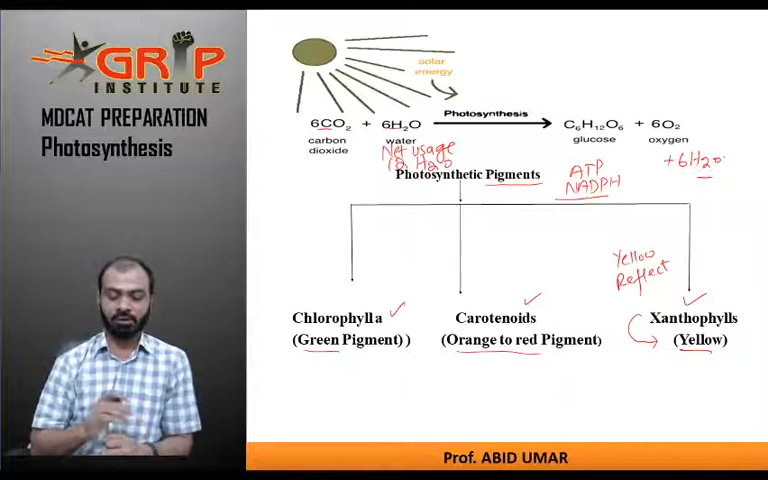 GRIP
INSTITUTE
MDCAT PREPARATION
Photosynthesis
solar
energy
Photosynthesis
6CO2 + 6H2O C6H12O6 + 6O2
carbon
dioxide
water
glucose
oxygen
Net usage
12 H2O
+ 6H2O
Photosynthetic Pigments
ATP
NADPH
Yellow
Reflect
Chlorophyll a
(Green Pigment) )
Carotenoids
(Orange to red Pigment)
Xanthophylls
(Yellow)
Prof. ABID UMAR